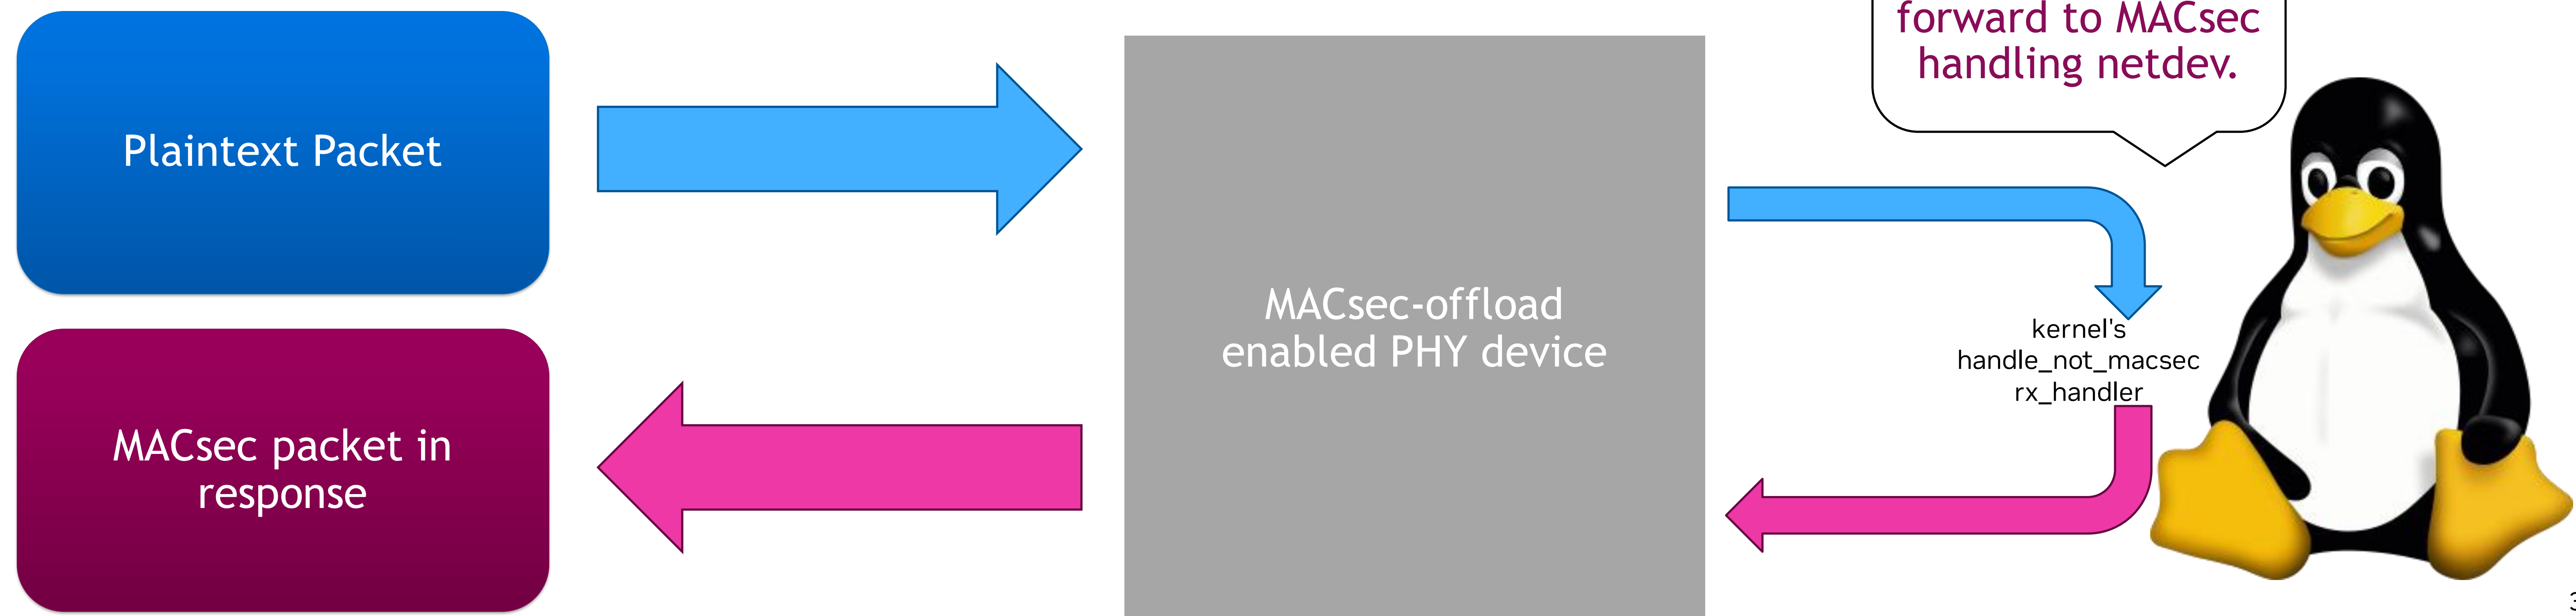 forward to MACsec
handling netdev.
Plaintext Packet
MACsec-offload
enabled PHY device
kernel's
handle_not_macsec
rx_handler
MACsec packet in
response